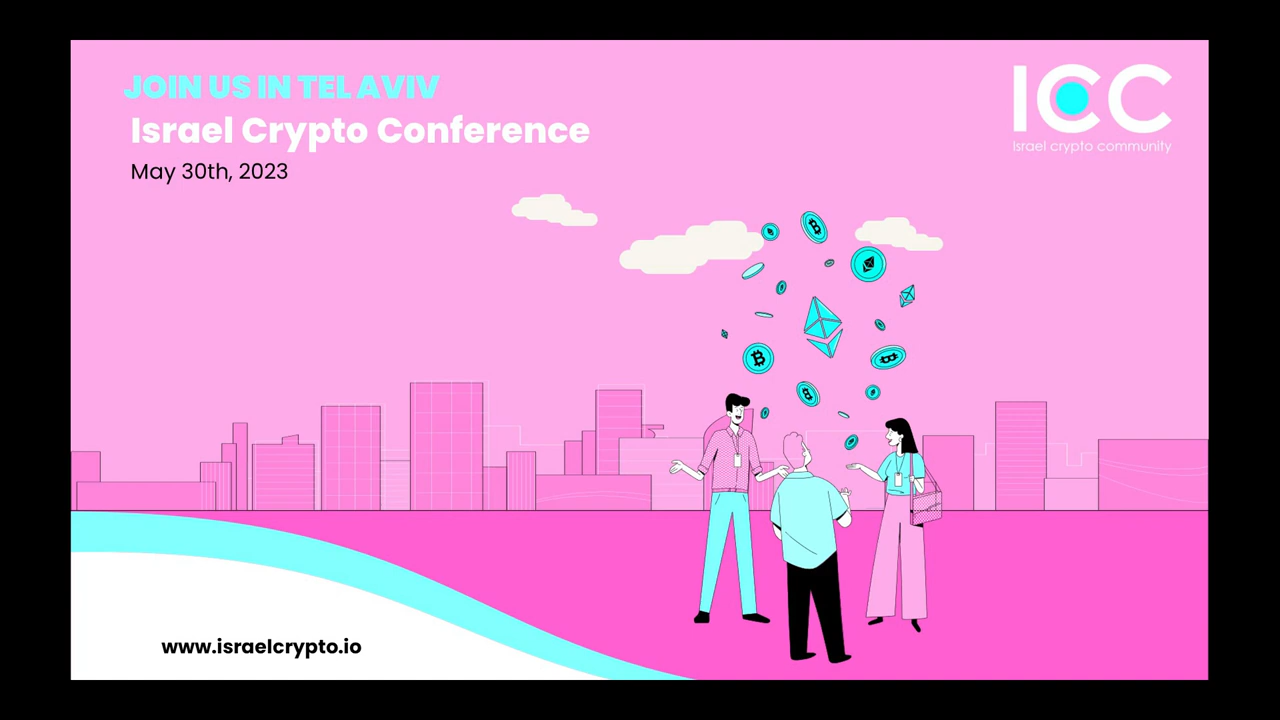 JOIN US IN TEL AVIV
Israel Crypto Conference
May 30th, 2023
ICC
Israel crypto community
www.israelcrypto.io